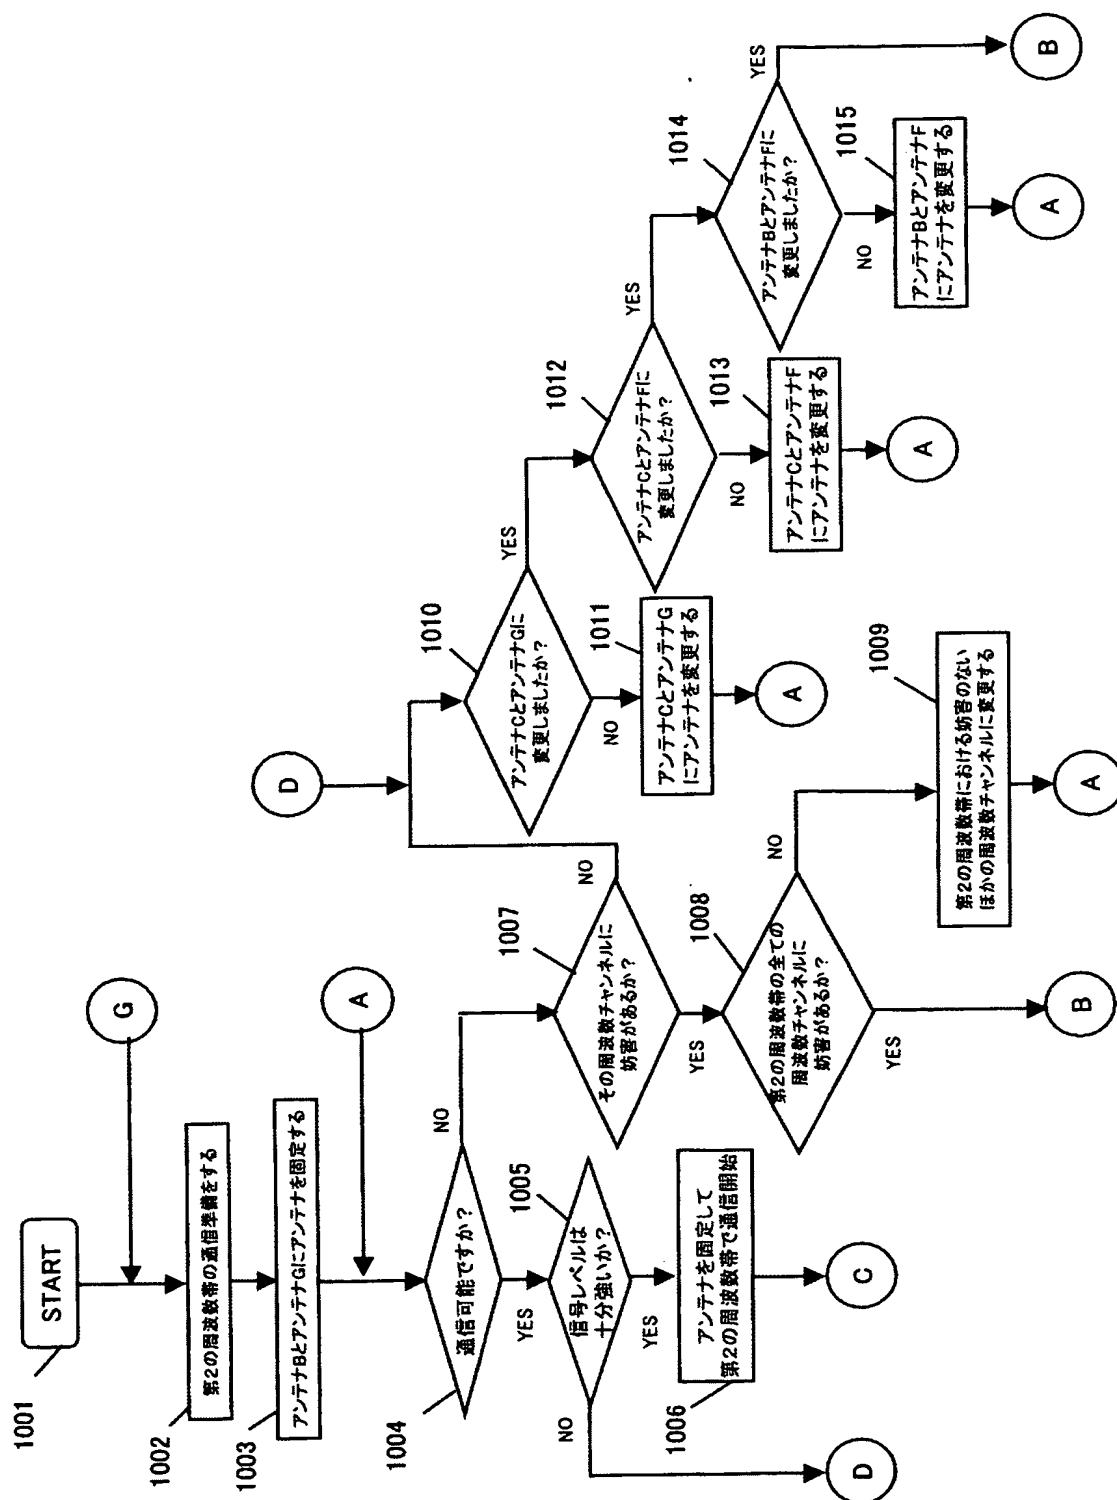 1001
START
G
1002
第2の周波数帯の通信準備をする
1003
アンテナBとアンテナGにアンテナを固定する
A
1004
通信可能ですか？
NO
YES
1005
信号レベルは
十分強いか？
NO
YES
D
1006
アンテナを固定して
第2の周波数帯で通信開始
C
1007
その周波数チャンネルに
妨害があるか？
NO
YES
1008
第2の周波数帯の全ての
周波数チャンネルに
妨害があるか？
NO
YES
B
1009
第2の周波数帯における妨害のない
ほかの周波数チャンネルに変更する
A
D
1010
アンテナCとアンテナGに
変更しましたか？
YES
NO
1011
アンテナCとアンテナG
にアンテナを変更する
A
1012
アンテナCとアンテナFに
変更しましたか？
YES
NO
1013
アンテナCとアンテナF
にアンテナを変更する
A
1014
アンテナBとアンテナFに
変更しましたか？
YES
NO
1015
アンテナBとアンテナF
にアンテナを変更する
A
B